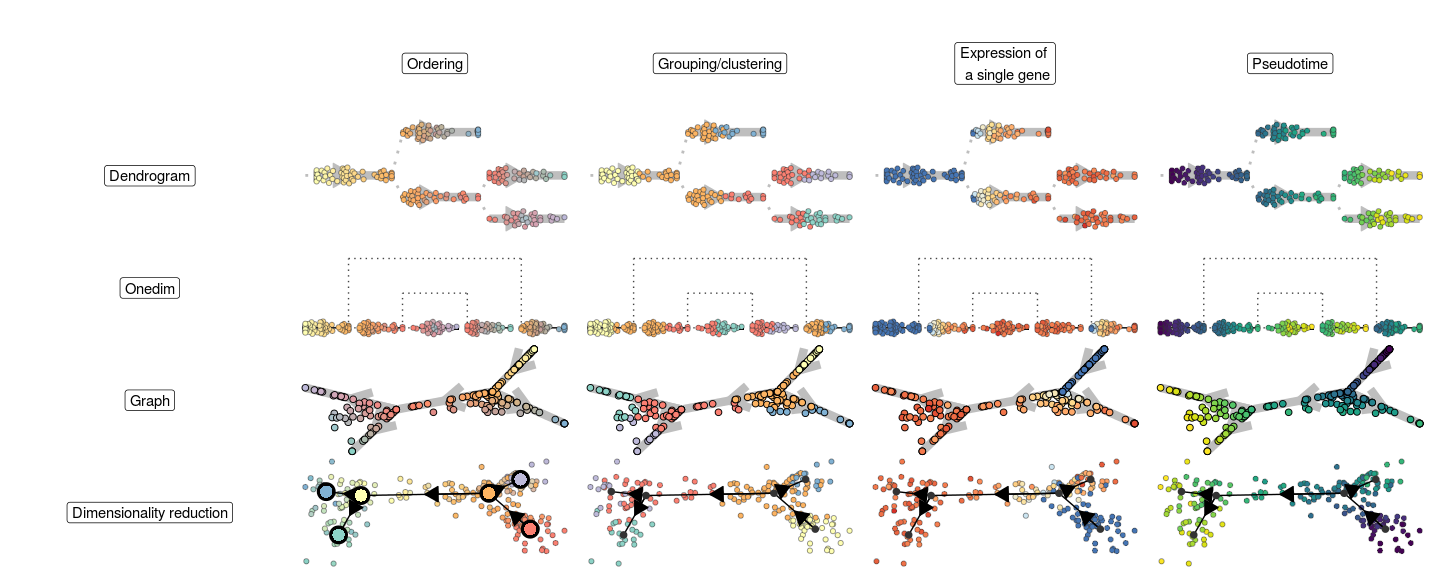 Ordering
Grouping/clustering
Expression of
a single gene
Pseudotime
Dendrogram
Onedim
Graph
Dimensionality reduction